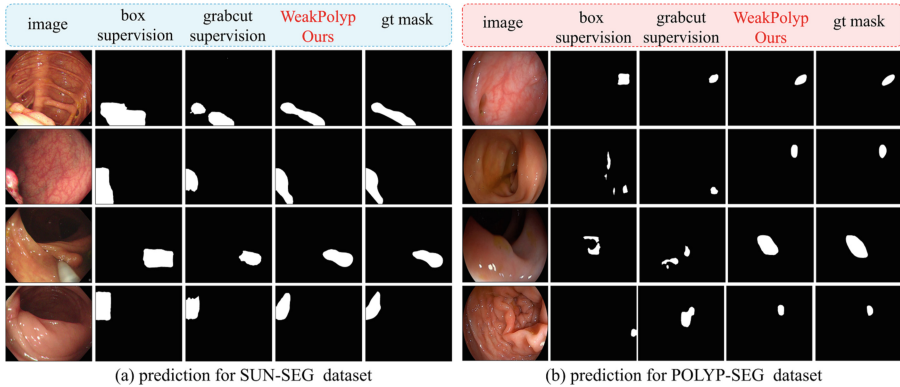 image box supervision grabcut supervision WeakPolyp Ours gt mask
image box supervision grabcut supervision WeakPolyp Ours gt mask
(a) prediction for SUN-SEG dataset
(b) prediction for POLYP-SEG dataset